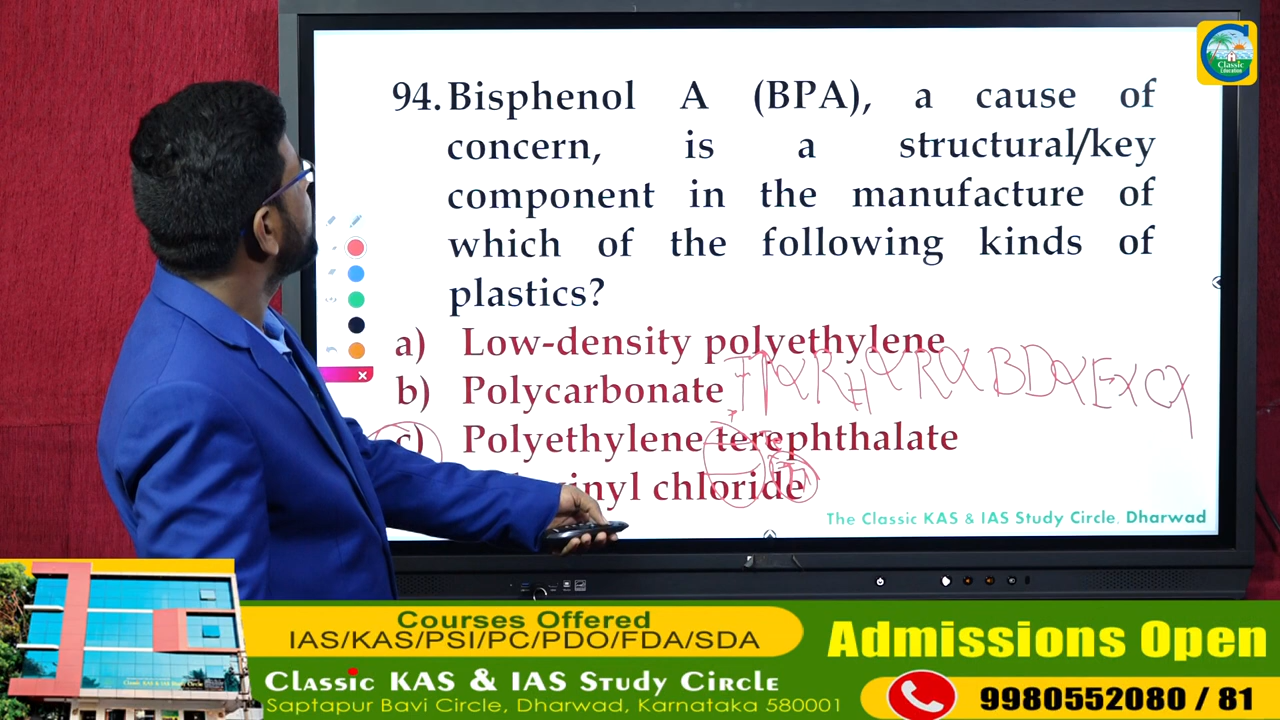 94. Bisphenol A (BPA), a cause of
concern, is a structural/key
component in the manufacture of
which of the following kinds of
plastics?
a) Low-density polyethylene
b) Polycarbonate
c) Polyethylene terephthalate
inyl chloride
The Classic KAS & IAS Study Circle, Dharwad
Classic
Education
Courses Offered
IAS/KAS/PSI/PC/PDO/FDA/SDA
Classic KAS & IAS Study Circle
Saptapur Bavi Circle, Dharwad, Karnataka 580001
Admissions Open
9980552080 / 81